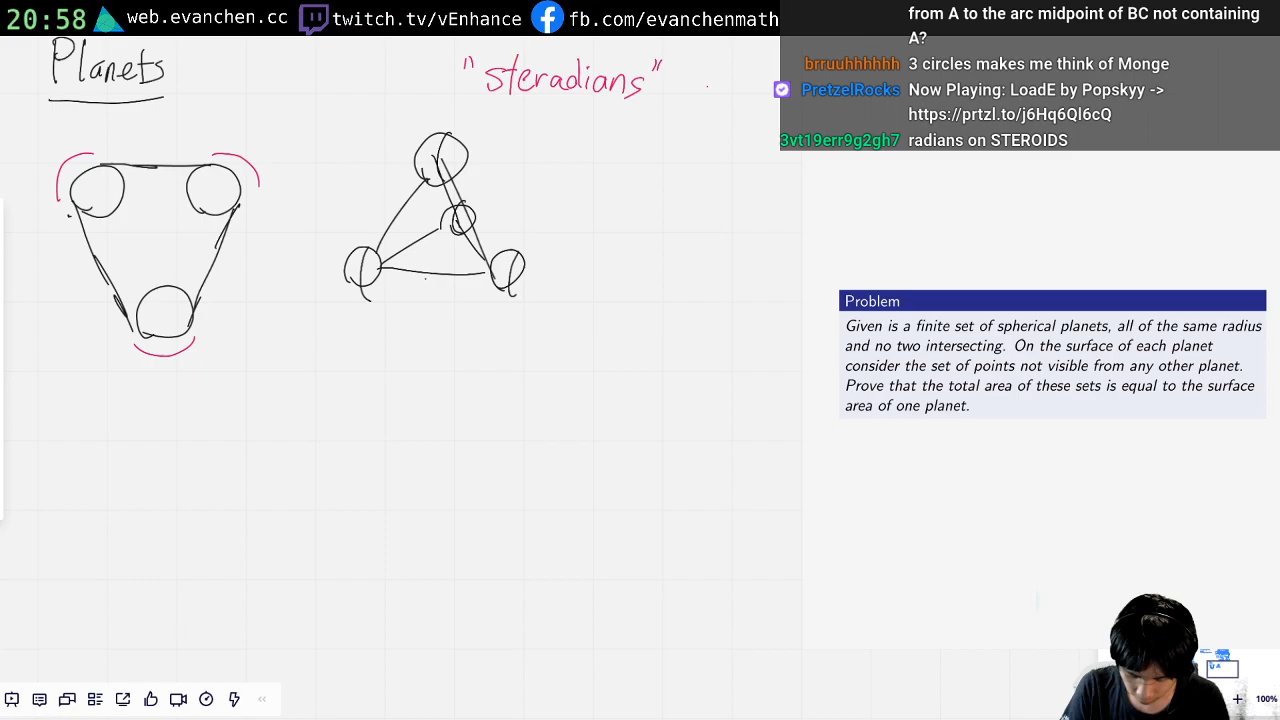 20:58 web.evanchen.cc twitch.tv/vEnhance fb.com/evanchenmath
from A to the arc midpoint of BC not containing
A?
brruuhhhhhh 3 circles makes me think of Monge
PretzelRocks Now Playing: LoadE by Popskyy ->
https://prtzl.to/j6Hq6Ql6cQ
3vt19err9g2gh7 radians on STEROIDS
Planets
"steradians"
Problem
Given is a finite set of spherical planets, all of the same radius
and no two intersecting. On the surface of each planet
consider the set of points not visible from any other planet.
Prove that the total area of these sets is equal to the surface
area of one planet.
100%